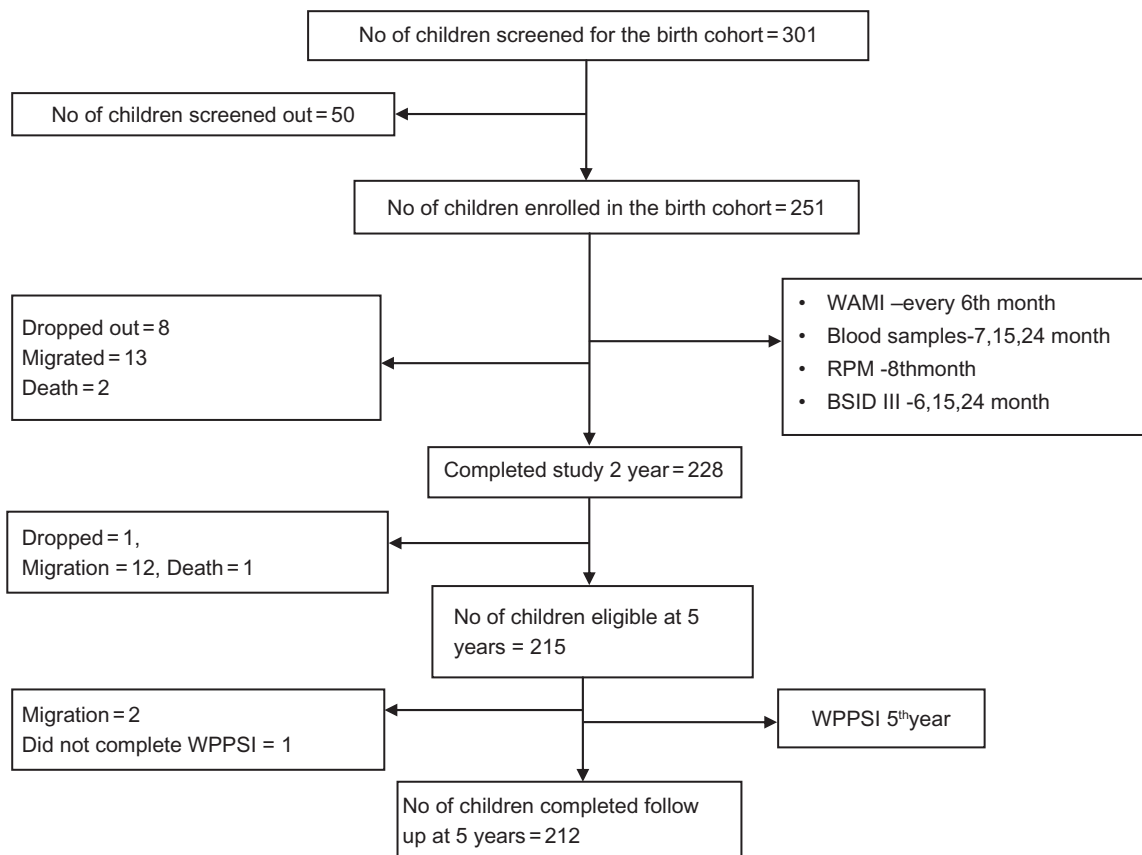 No of children screened for the birth cohort = 301
No of children screened out = 50
No of children enrolled in the birth cohort = 251
Dropped out = 8
Migrated = 13
Death = 2
• WAMI –every 6th month
• Blood samples-7,15,24 month
• RPM -8thmonth
• BSID III -6,15,24 month
Completed study 2 year = 228
Dropped = 1,
Migration = 12, Death = 1
No of children eligible at 5
years = 215
Migration = 2
Did not complete WPPSI = 1
WPPSI 5th year
No of children completed follow
up at 5 years = 212